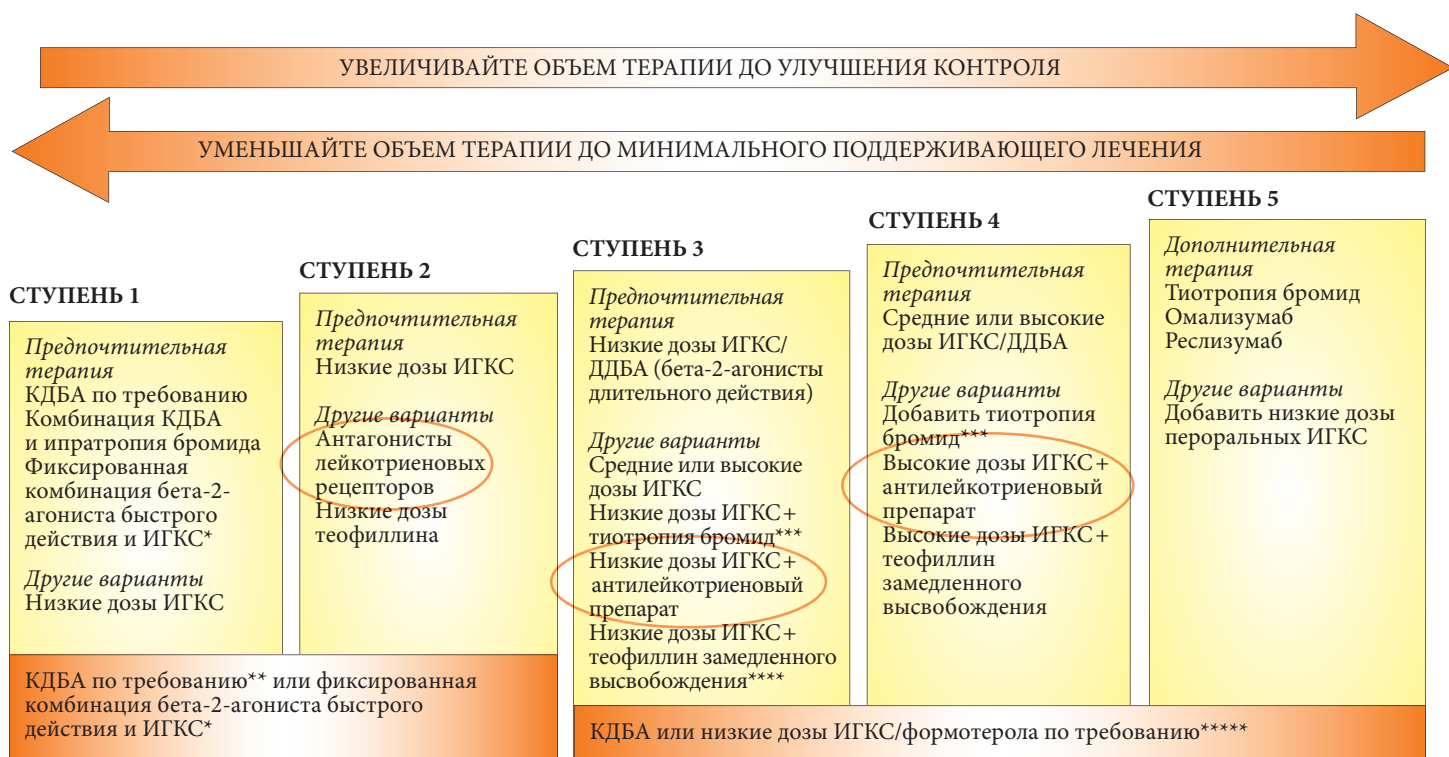 УВЕЛИЧИВАЙТЕ ОБЪЕМ ТЕРАПИИ ДО УЛУЧШЕНИЯ КОНТРОЛЯ
УМЕНЬШАЙТЕ ОБЪЕМ ТЕРАПИИ ДО МИНИМАЛЬНОГО ПОДДЕРЖИВАЮЩЕГО ЛЕЧЕНИЯ
СТУПЕНЬ 1
Предпочтительная
терапия
КДБА по требованию
Комбинация КДБА
и ипратропия бромида
Фиксированная
комбинация бета-2-
агониста быстрого
действия и ИГКС*
Другие варианты
Низкие дозы ИГКС
СТУПЕНЬ 2
Предпочтительная
терапия
Низкие дозы ИГКС
Другие варианты
Антагонисты
лейкотриеновых
рецепторов
Низкие дозы
теофиллина
КДБА по требованию** или фиксированная
комбинация бета-2-агониста быстрого
действия и ИГКС*
СТУПЕНЬ 3
Предпочтительная
терапия
Низкие дозы ИГКС/
ДДБА (бета-2-агонисты
длительного действия)
Другие варианты
Средние или высокие
дозы ИГКС
Низкие дозы ИГКС+
тиотропия бромид***
Низкие дозы ИГКС+
антилейкотриеновый
препарат
Низкие дозы ИГКС+
теофиллин замедленного
высвобождения****
СТУПЕНЬ 4
Предпочтительная
терапия
Средние или высокие
дозы ИГКС/ДДБА
Другие варианты
Добавить тиотропия
бромид***
Высокие дозы ИГКС+
антилейкотриеновый
препарат
Высокие дозы ИГКС+
теофиллин
замедленного
высвобождения
СТУПЕНЬ 5
Дополнительная
терапия
Тиотропия бромид
Омализумаб
Реслизумаб
Другие варианты
Добавить низкие дозы
пероральных ИГКС
КДБА или низкие дозы ИГКС/формотерола по требованию*****